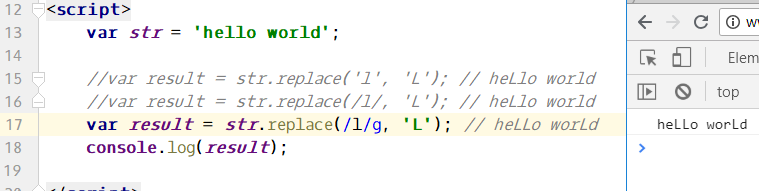 12 <script>
13 var str = 'hello world';
14
15 //var result = str.replace('l', 'L'); // heLlo world
16 //var result = str.replace(/l/, 'L'); // heLlo world
17 var result = str.replace(/l/g, 'L'); // heLLo worLd
18 console.log(result);
19
20 </script>
Elem
top
heLLo worLd